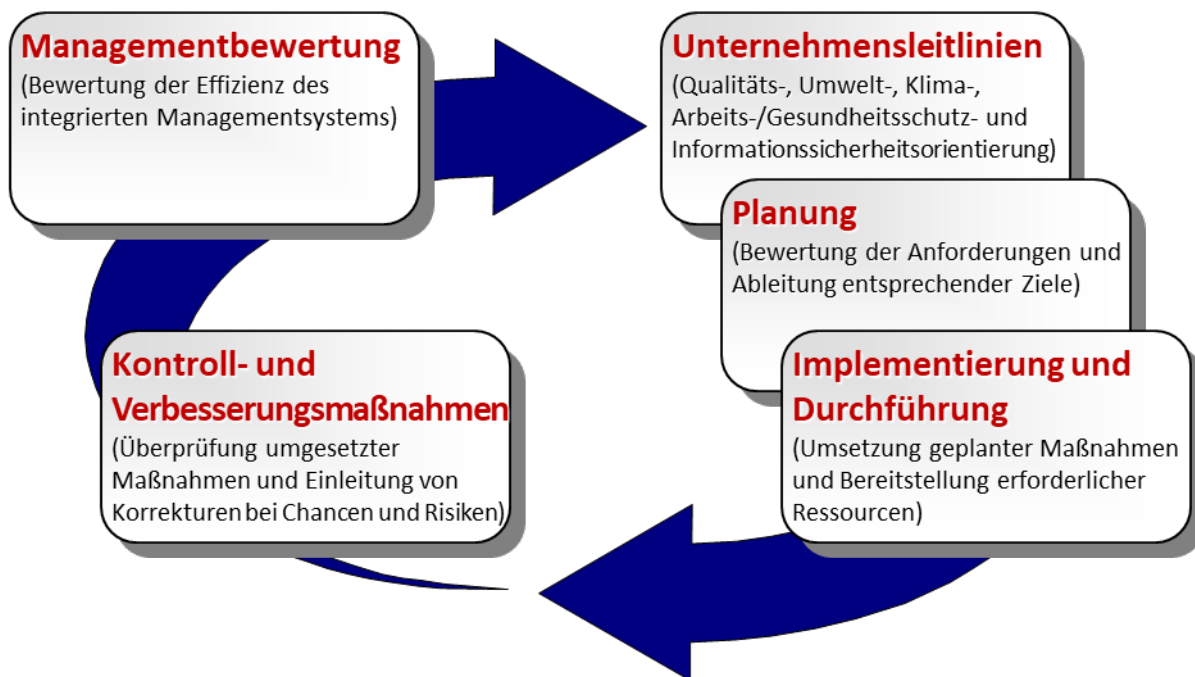 Managementbewertung
(Bewertung der Effizienz des
integrierten Managementsystems)
Unternehmensleitlinien
(Qualitäts-, Umwelt-, Klima-,
Arbeits-/Gesundheitsschutz- und
Informationssicherheitsorientierung)
Planung
(Bewertung der Anforderungen und
Ableitung entsprechender Ziele)
Implementierung und
Durchführung
(Umsetzung geplanter Maßnahmen
und Bereitstellung erforderlicher
Ressourcen)
Kontroll- und
Verbesserungsmaßnahmen
(Überprüfung umgesetzter
Maßnahmen und Einleitung von
Korrekturen bei Chancen und Risiken)